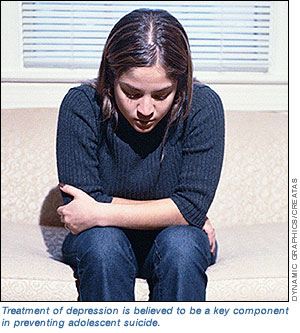 DYNAMIC GRAPHICS/CREATAS
Treatment of depression is believed to be a key component
in preventing adolescent suicide.